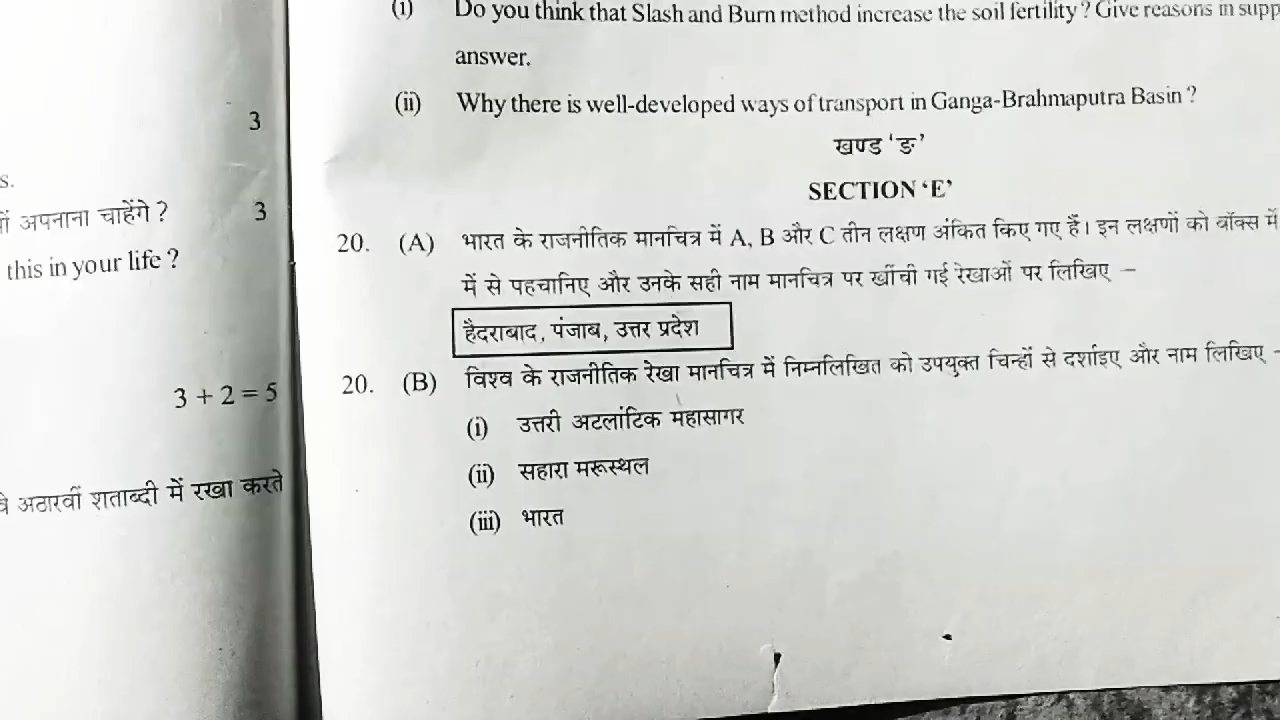 3
s.
अपनाना चाहेंगे ? 3
this in your life ?
3 + 2 = 5
अठारवीं शताब्दी में रखा करते
(i) Do you think that Slash and Burn method increase the soil fertility ? Give reasons in
answer.
(ii) Why there is well-developed ways of transport in Ganga-Brahmaputra Basin ?
खण्ड ‘ङ’
SECTION ‘E’
20. (A) भारत के राजनीतिक मानचित्र में A, B और C तीन लक्षण अंकित किए गए हैं। इन लक्षणों को बॉक्स में
में से पहचानिए और उनके सही नाम मानचित्र पर खींची गई रेखाओं पर लिखिए –
हैदराबाद, पंजाब, उत्तर प्रदेश
20. (B) विश्व के राजनीतिक रेखा मानचित्र में निम्नलिखित को उपयुक्त चिन्हों से दर्शाइए और नाम लिखिए -
(i) उत्तरी अटलांटिक महासागर
(ii) सहारा मरूस्थल
(iii) भारत